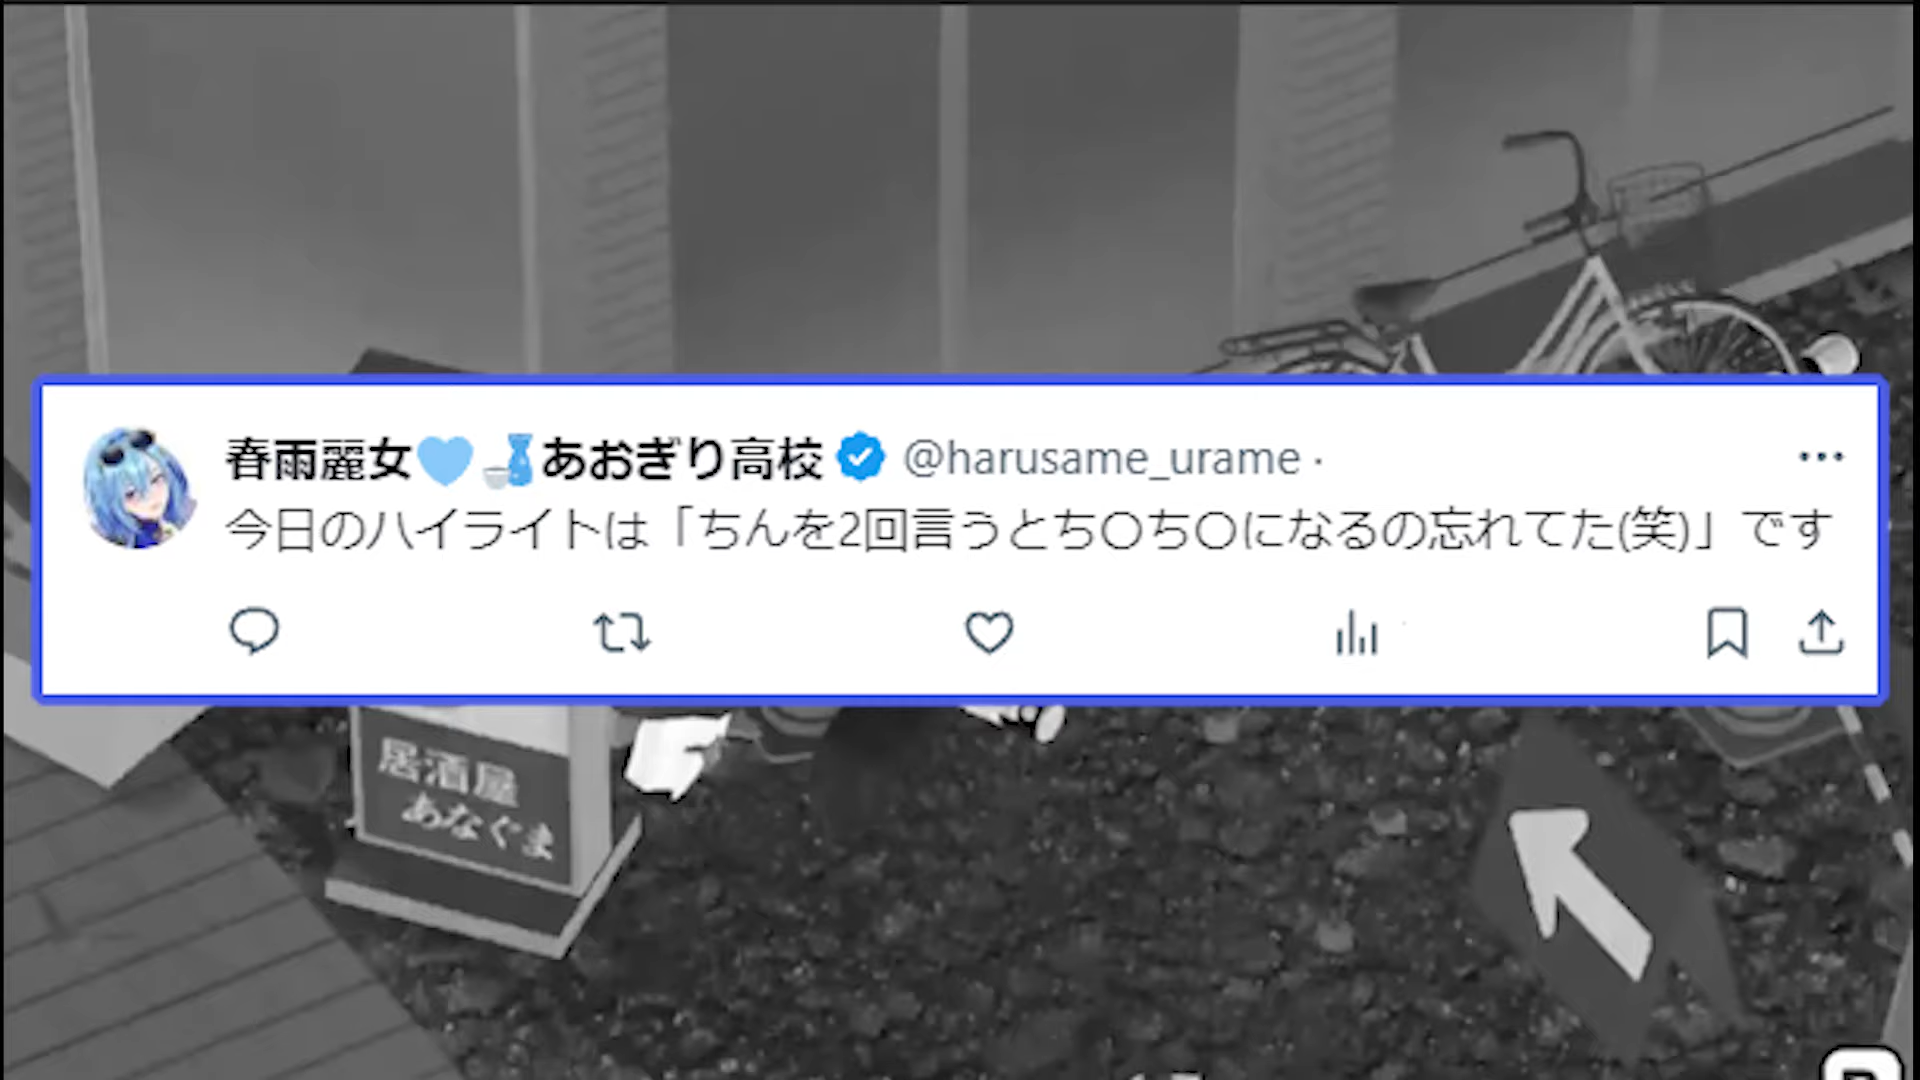 春雨麗女🩵🍶あおぎり高校 @harusame_urame ·
今日のハイライトは「ちんを2回言うとち〇ち〇になるの忘れてた(笑)」です
居酒屋
あなぐま